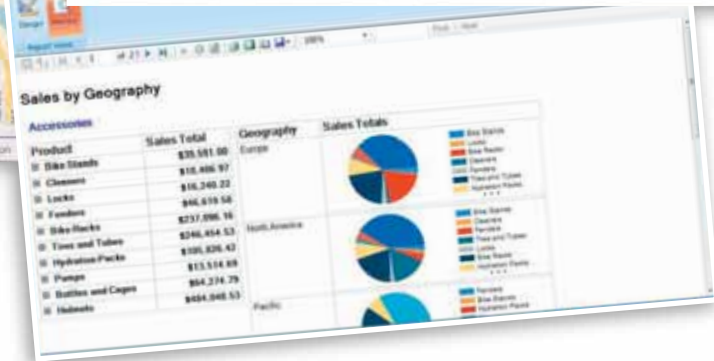 Design
of 21
100%
Find Next
Sales by Geography
Accessories
Product Sales Total Geography Sales Totals
Bike Stands $39,591.00 Europe
Cleaners $18,406.97
Locks $16,240.22
Fenders $46,619.58
Bike-Racks $237,096.16
Tires and Tubes $246,454.53 North America
Hydration-Packs $105,826.42
Pumps $13,514.69
Bottles and Cages $64,274.79
Helmets $484,048.53 Pacific
Bike Stands
Locks
Bike Racks
Cleaners
Fenders
Tires and Tubes
Hydration Packs
Bike Stands
Cleaners
Fenders
Tires and Tubes
Locks
Bike Racks
Hydration Packs
Fenders
Bike Stands
Hydration Packs